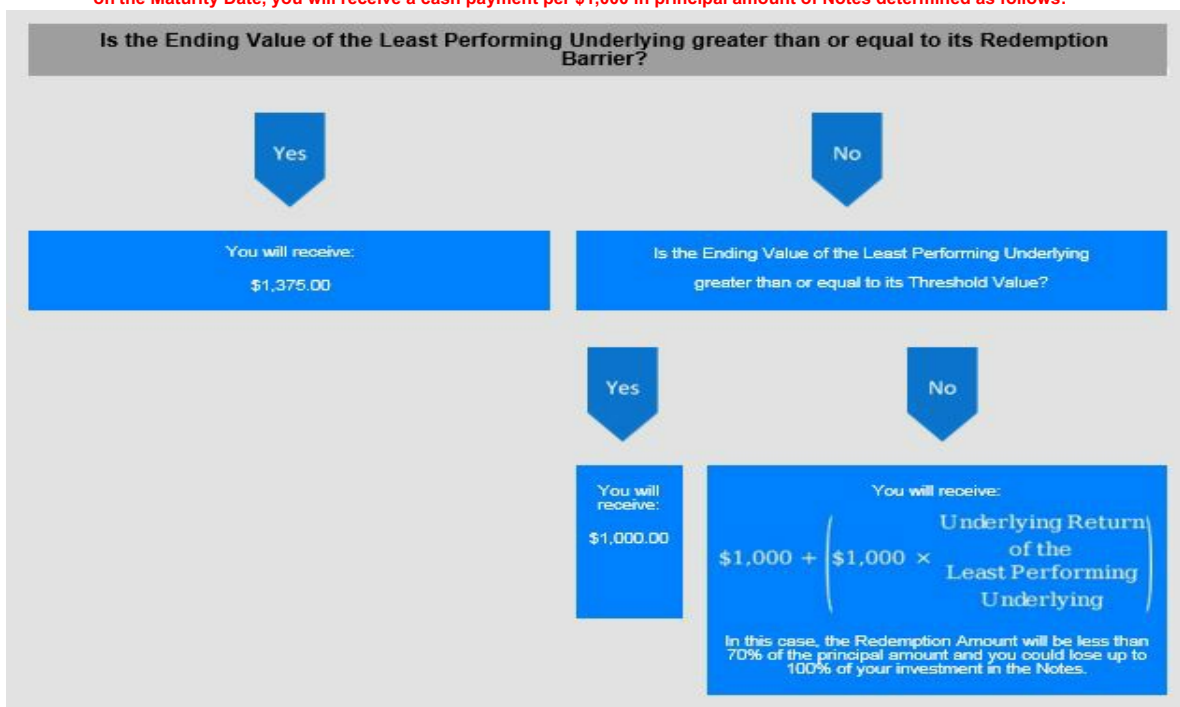 on the Maturity Date, you will receive a cash payment per $1,000 in principal amount of Notes determined as follows:
Is the Ending Value of the Least Performing Underlying greater than or equal to its Redemption
Barrier?
Yes
No
You will receive:
$1,375.00
Is the Ending Value of the Least Performing Underlying
greater than or equal to its Threshold Value?
Yes
No
You will
receive:
$1,000.00
You will receive:
$1,000 + ($1,000 × Underlying Return
of the
Least Performing
Underlying)
In this case, the Redemption Amount will be less than
70% of the principal amount and you could lose up to
100% of your investment in the Notes.